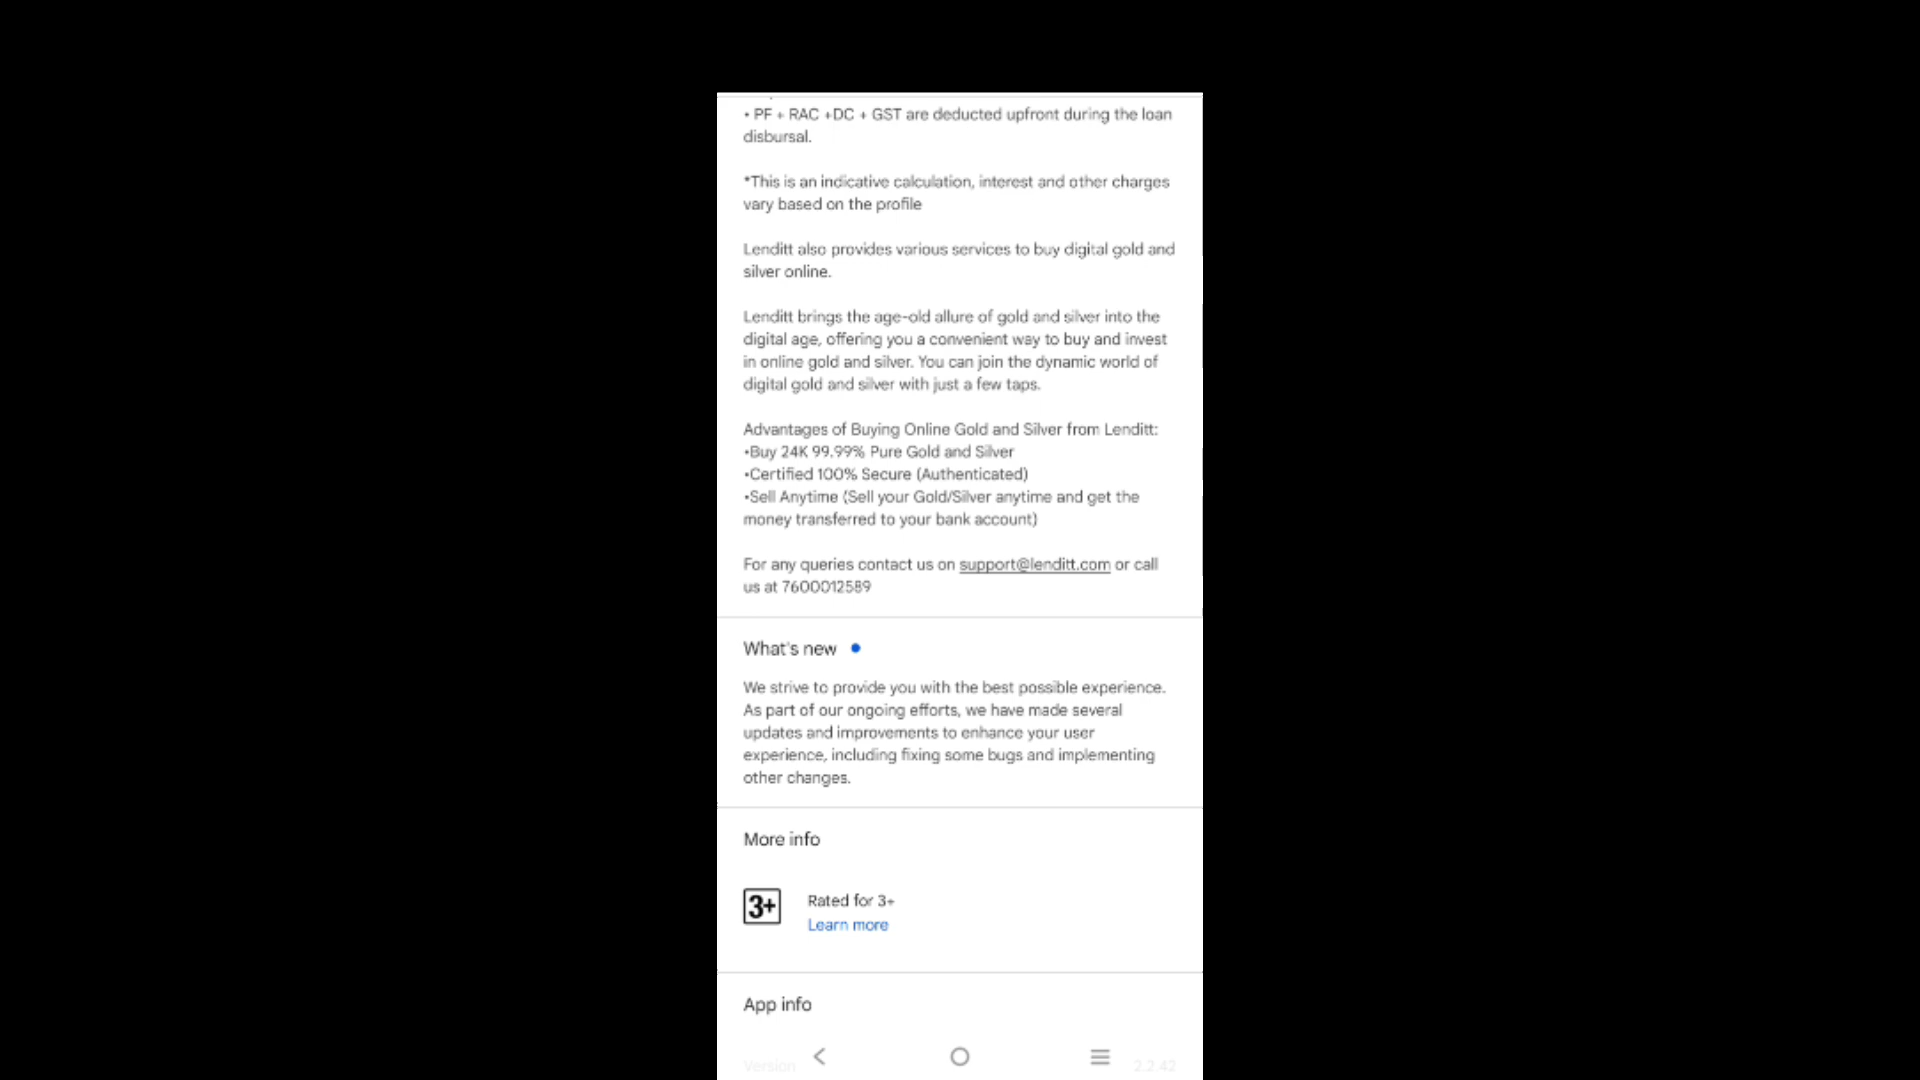 • PF + RAC +DC + GST are deducted upfront during the loan
disbursal.
*This is an indicative calculation, interest and other charges
vary based on the profile
Lenditt also provides various services to buy digital gold and
silver online.
Lenditt brings the age-old allure of gold and silver into the
digital age, offering you a convenient way to buy and invest
in online gold and silver. You can join the dynamic world of
digital gold and silver with just a few taps.
Advantages of Buying Online Gold and Silver from Lenditt:
•Buy 24K 99.99% Pure Gold and Silver
•Certified 100% Secure (Authenticated)
•Sell Anytime (Sell your Gold/Silver anytime and get the
money transferred to your bank account)
For any queries contact us on support@lenditt.com or call
us at 7600012589
What's new
We strive to provide you with the best possible experience.
As part of our ongoing efforts, we have made several
updates and improvements to enhance your user
experience, including fixing some bugs and implementing
other changes.
More info
3+
Rated for 3+
Learn more
App info
Version 2.2.42